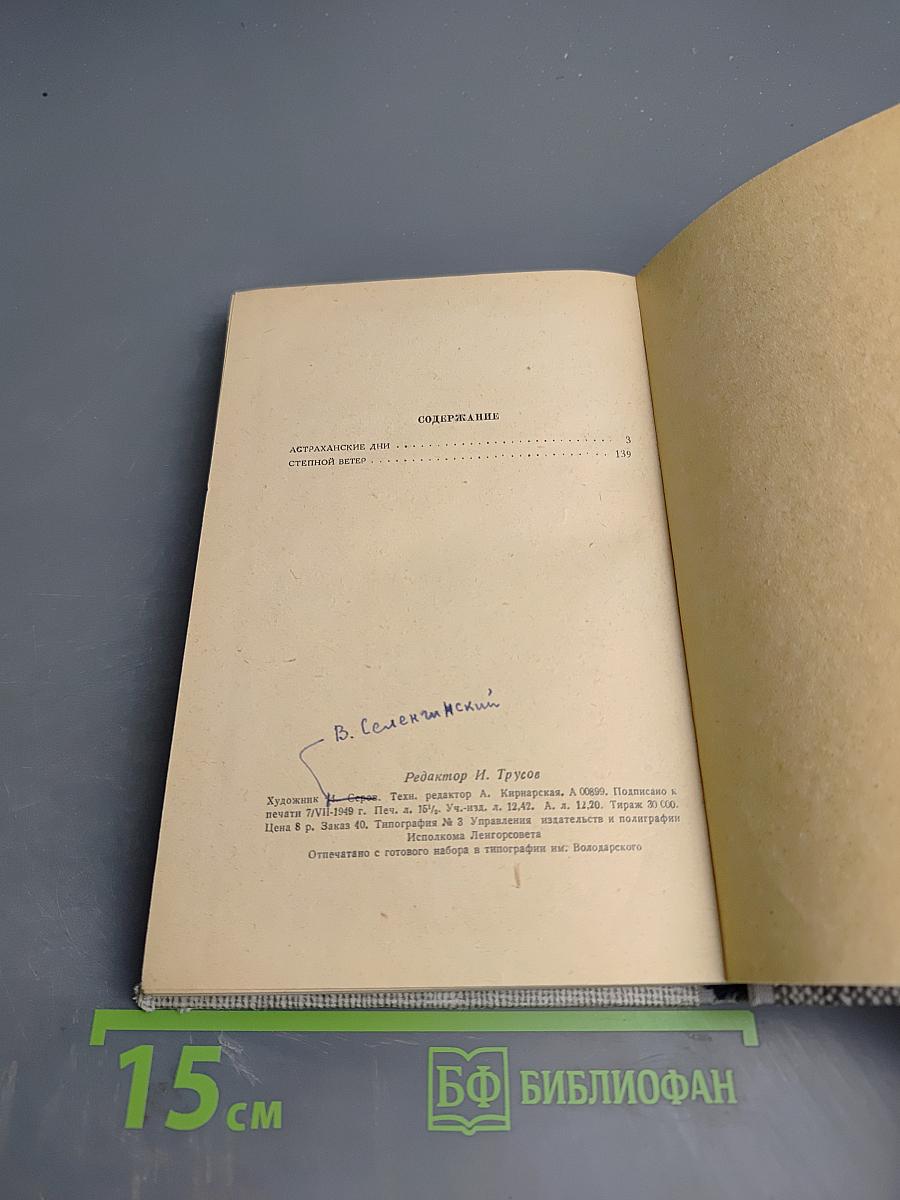 СОДЕРЖАНИЕ
АСТРАХАНСКИЕ ДНИ . . . . . . . . . . . . . . . . . . . . . . . . . . 3
СТЕПНОЙ ВЕТЕР . . . . . . . . . . . . . . . . . . . . . . . . . . . . 139
В. Селенгинский
Редактор И. Трусов
Художник И. Серов. Техн. редактор А. Кирнарская. А 00899. Подписано к
печати 7/VII-1949 г. Печ. л. 15¹/₂. Уч.-изд. л. 12,42. А. л. 12,20. Тираж 30 000.
Цена 8 р. Заказ 40. Типография № 3 Управления издательств и полиграфии
Исполкома Ленгорсовета
Отпечатано с готового набора в типографии им. Володарского
15 см
БФ БИБЛИОФАН